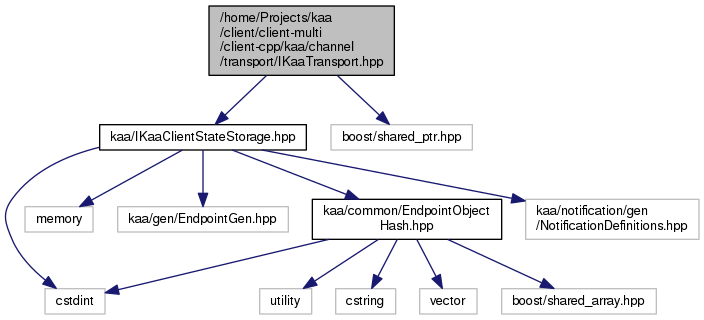 /home/Projects/kaa
/client/client-multi
/client-cpp/kaa/channel
/transport/IKaaTransport.hpp
kaa/IKaaClientStateStorage.hpp
boost/shared_ptr.hpp
memory
kaa/gen/EndpointGen.hpp
kaa/common/EndpointObject
Hash.hpp
kaa/notification/gen
/NotificationDefinitions.hpp
cstdint
utility
cstring
vector
boost/shared_array.hpp